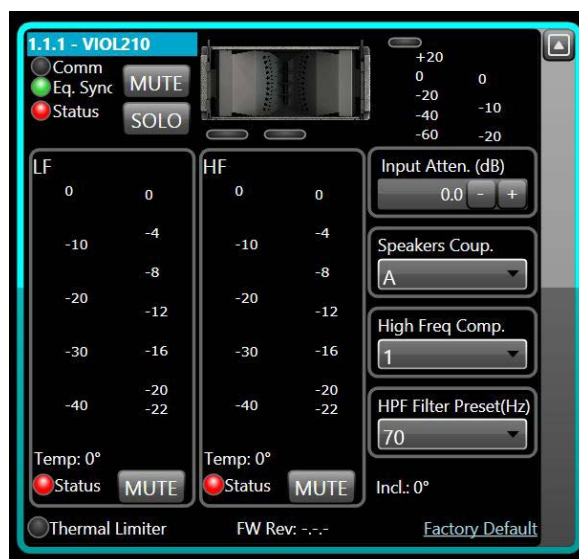 1.1.1 - VIOL210
Comm
Eq. Sync
Status
MUTE
SOLO
+20
0
-20
-40
-60
0
-10
-20
LF
0
-10
-20
-30
-40
0
-4
-8
-12
-16
-20
-22
Temp: 0°
Status
MUTE
HF
0
-10
-20
-30
-40
0
-4
-8
-12
-16
-20
-22
Temp: 0°
Status
MUTE
Input Atten. (dB)
0.0 - +
Speakers Coup.
A
High Freq Comp.
1
HPF Filter Preset(Hz)
70
Incl.: 0°
Thermal Limiter
FW Rev: -.-.-
Factory Default